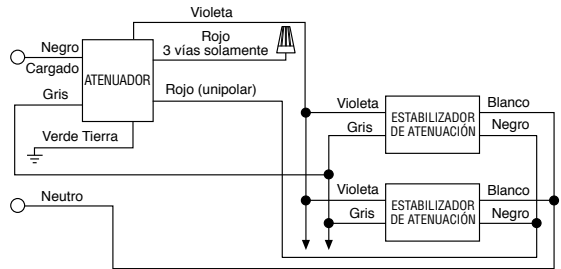 Violeta
Rojo
3 vías solamente
Negro
Cargado
ATENUADOR
Gris
Rojo (unipolar)
Verde Tierra
Neutro
Violeta
ESTABILIZADOR
DE ATENUACIÓN
Blanco
Gris
Negro
Violeta
ESTABILIZADOR
DE ATENUACIÓN
Blanco
Gris
Negro